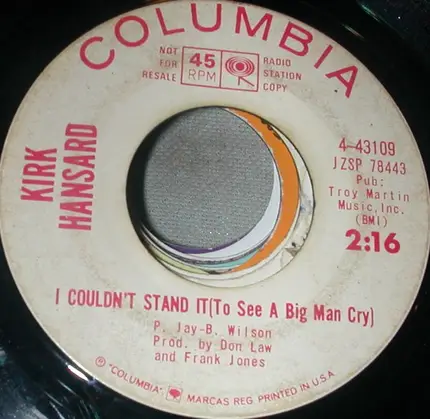 COLUMBIA
NOT
FOR
RESALE
45
RPM
RADIO
STATION
COPY
KIRK
HANSARD
4-43109
JZSP 78443
Pub:
Troy Martin
Music,Inc.
(BMI)
2:16
I COULDN'T STAND IT(To See A Big Man Cry)
P. Jay-B. Wilson
Prod. by Don Law
and Frank Jones
℗ "COLUMBIA" MARCAS REG. PRINTED IN U.S.A